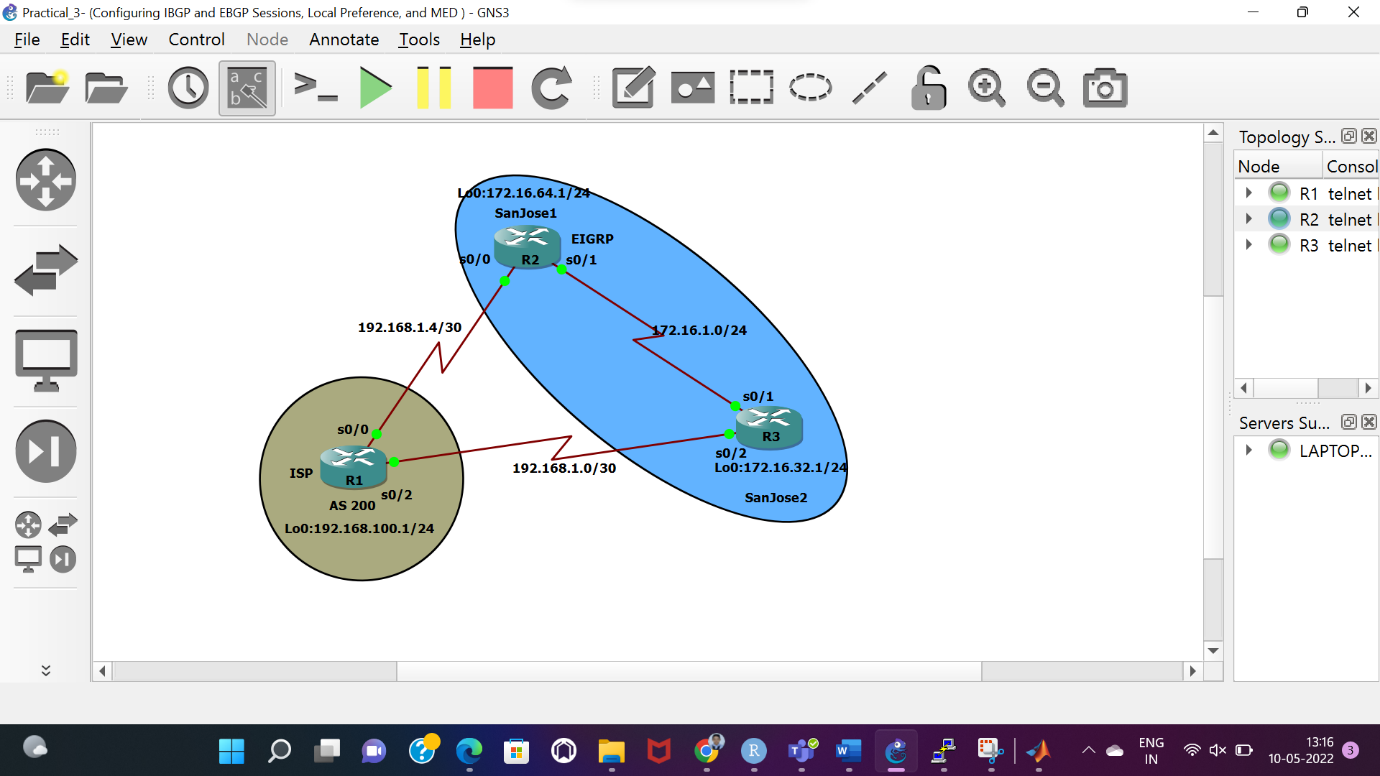 Practical_3- (Configuring IBGP and EBGP Sessions, Local Preference, and MED ) - GNS3
File Edit View Control Node Annotate Tools Help
a c
b
Topology S...
Node Consol
R1 telnet
R2 telnet
R3 telnet
Servers Su...
LAPTOP...
Lo0:172.16.64.1/24
SanJose1
EIGRP
R2
s0/0
s0/1
192.168.1.4/30
172.16.1.0/24
s0/1
R3
s0/2
Lo0:172.16.32.1/24
SanJose2
192.168.1.0/30
s0/0
ISP
R1
s0/2
AS 200
Lo0:192.168.100.1/24
R
W
ENG
IN
13:16
10-05-2022
3